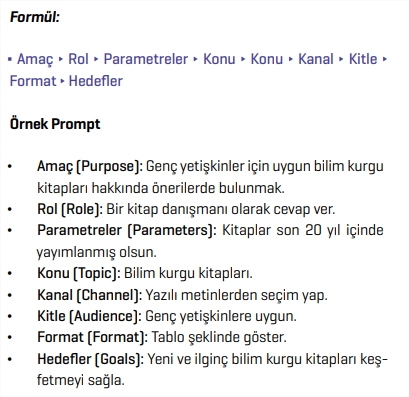 Formül:
▪ Amaç ‣ Rol ‣ Parametreler ‣ Konu ‣ Konu ‣ Kanal ‣ Kitle ‣
Format ‣ Hedefler
Örnek Prompt
• Amaç (Purpose): Genç yetişkinler için uygun bilim kurgu
kitapları hakkında önerilerde bulunmak.
• Rol (Role): Bir kitap danışmanı olarak cevap ver.
• Parametreler (Parameters): Kitaplar son 20 yıl içinde
yayımlanmış olsun.
• Konu (Topic): Bilim kurgu kitapları.
• Kanal (Channel): Yazılı metinlerden seçim yap.
• Kitle (Audience): Genç yetişkinlere uygun.
• Format (Format): Tablo şeklinde göster.
• Hedefler (Goals): Yeni ve ilginç bilim kurgu kitapları keş-
fetmeyi sağla.